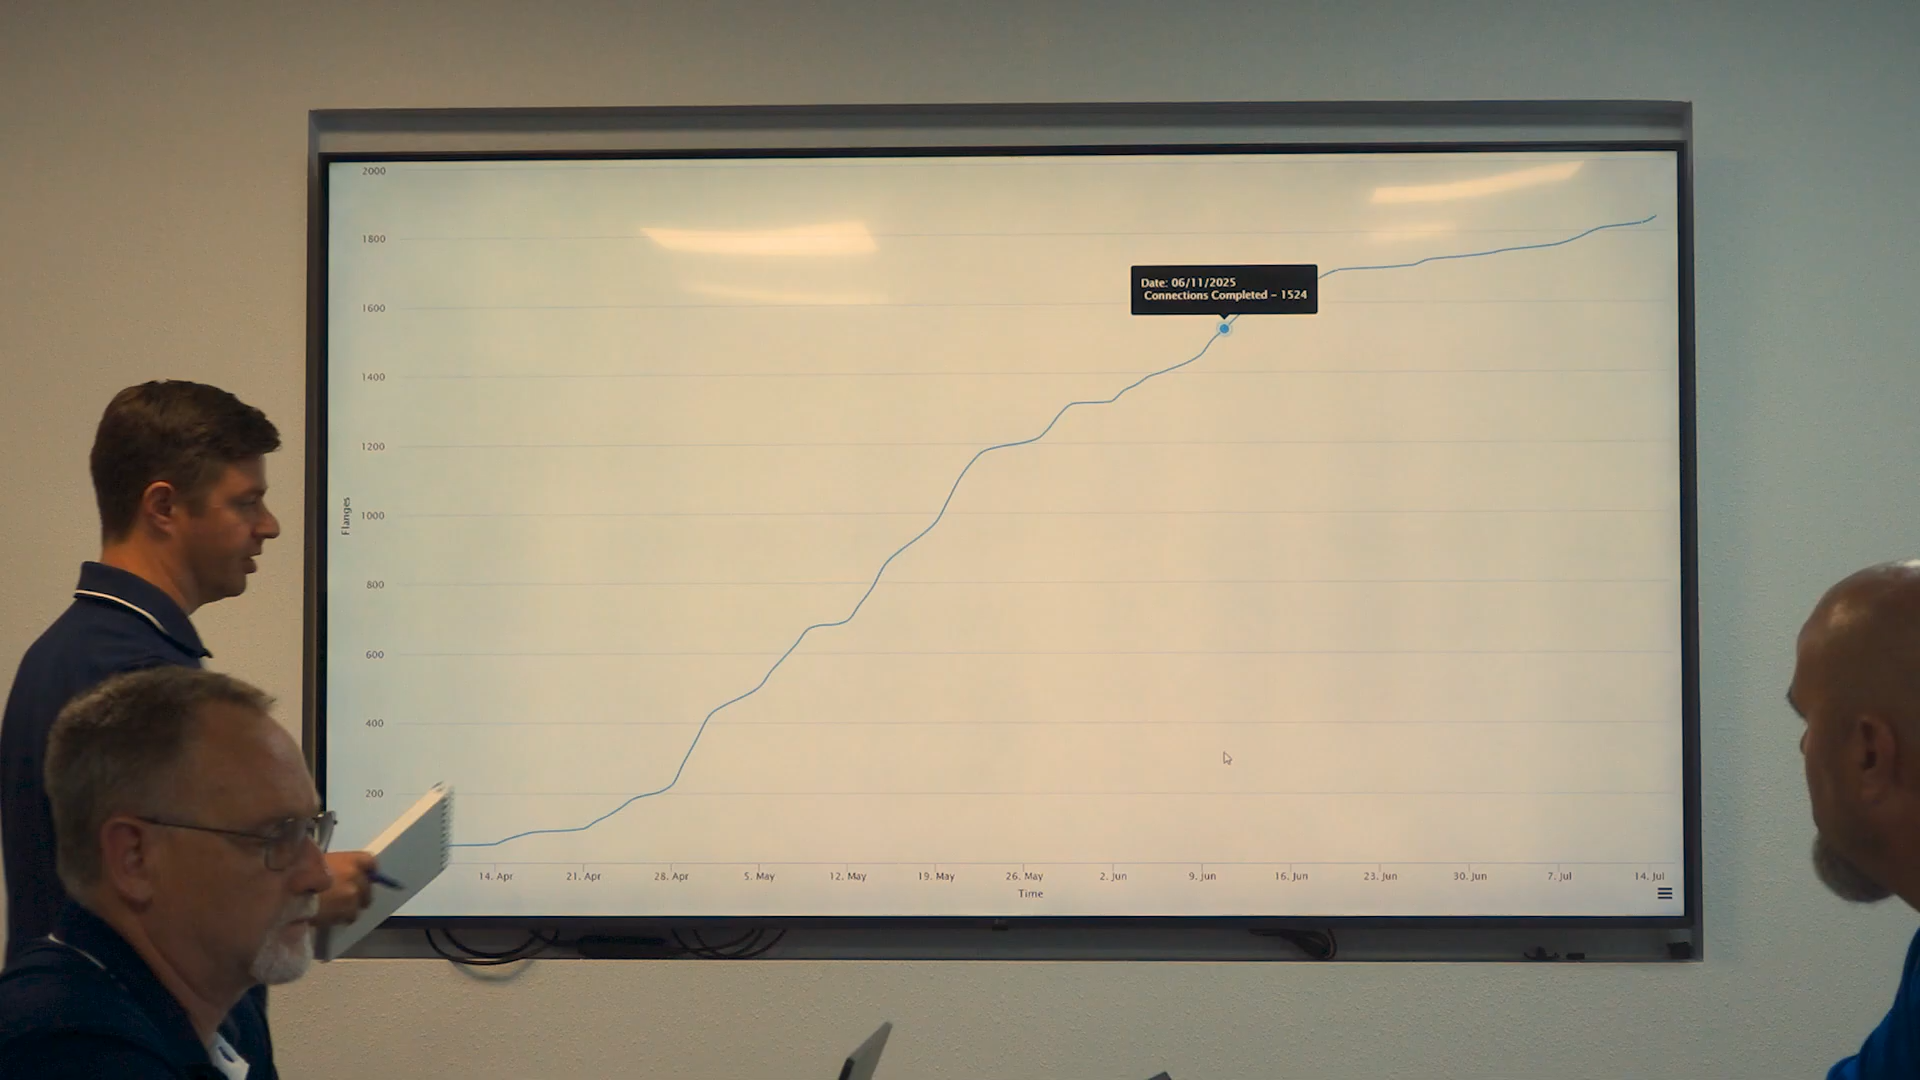 2000
1800
1600
1400
1200
1000
800
600
400
200
Flanges
Date: 06/11/2025
Connections Completed - 1524
14. Apr
21. Apr
28. Apr
5. May
12. May
19. May
26. May
2. Jun
9. Jun
16. Jun
23. Jun
30. Jun
7. Jul
14. Jul
Time